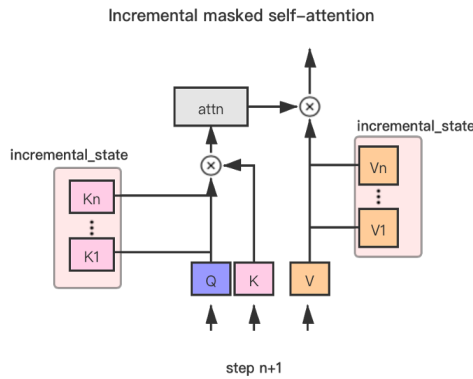 Incremental masked self-attention
attn
incremental_state
incremental_state
Kn
K1
Vn
V1
Q
K
V
step n+1